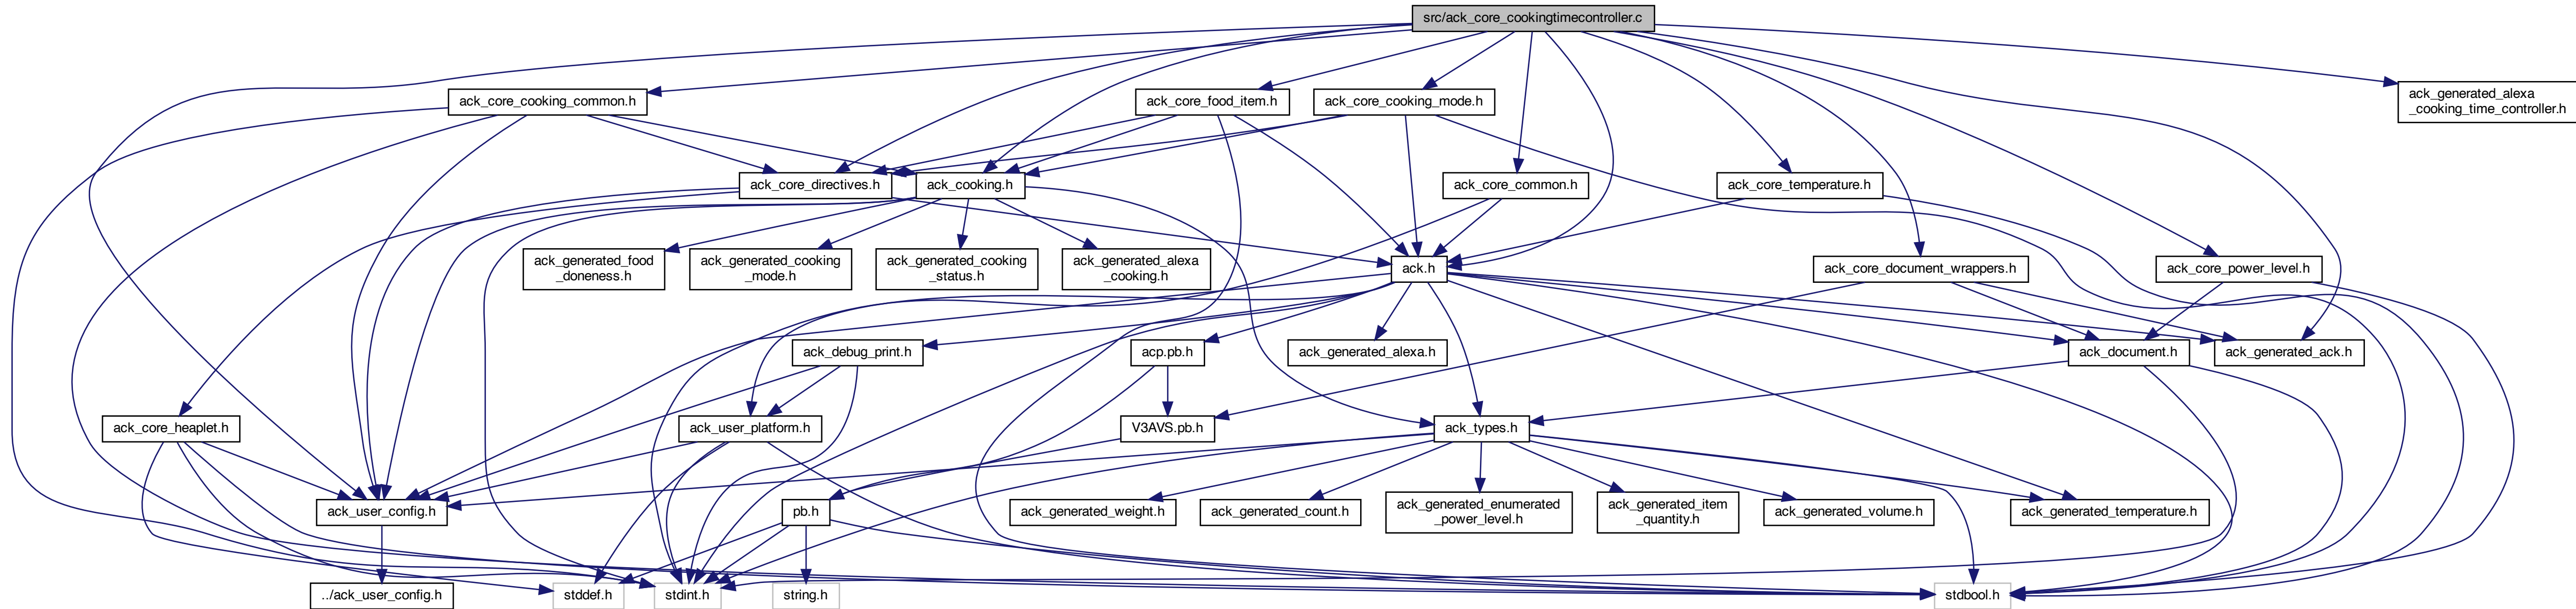 src/ack_core_cookingtimecontroller.c
ack_core_cooking_common.h
ack_core_food_item.h
ack_core_cooking_mode.h
ack_generated_alexa
_cooking_time_controller.h
ack_core_directives.h
ack_cooking.h
ack_core_common.h
ack_core_temperature.h
ack_generated_food
_doneness.h
ack_generated_cooking
_mode.h
ack_generated_cooking
_status.h
ack_generated_alexa
_cooking.h
ack.h
ack_core_document_wrappers.h
ack_core_power_level.h
ack_debug_print.h
acp.pb.h
ack_generated_alexa.h
ack_document.h
ack_generated_ack.h
ack_core_heaplet.h
ack_user_platform.h
V3AVS.pb.h
ack_types.h
ack_user_config.h
pb.h
ack_generated_weight.h
ack_generated_count.h
ack_generated_enumerated
_power_level.h
ack_generated_item
_quantity.h
ack_generated_volume.h
ack_generated_temperature.h
../ack_user_config.h
stddef.h
stdint.h
string.h
stdbool.h